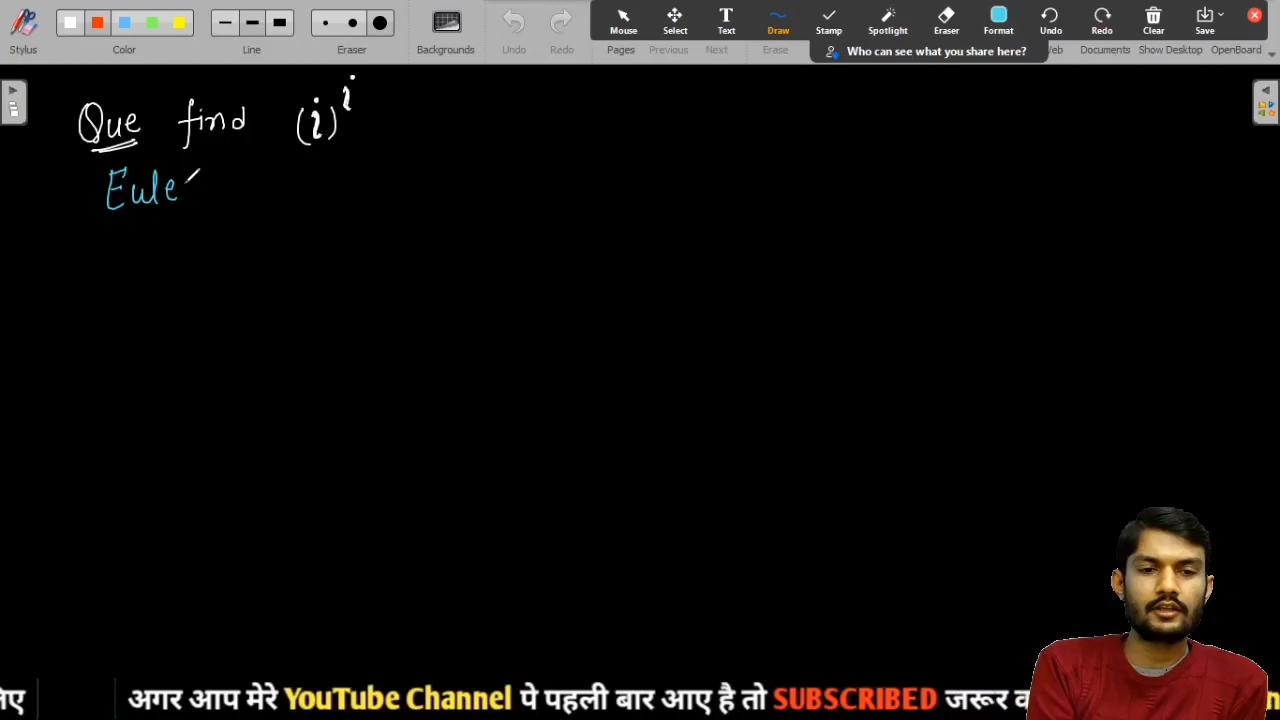 Mouse Select Text Draw Stamp Spotlight Eraser Format Undo Redo Clear Save
Stylus Color Line Eraser Backgrounds Undo Redo Pages Previous Next Erase Documents Show Desktop OpenBoard
Who can see what you share here?
Que find (i)^i
Eule
अगर आप मेरे YouTube Channel पे पहली बार आए है तो SUBSCRIBED जरूर